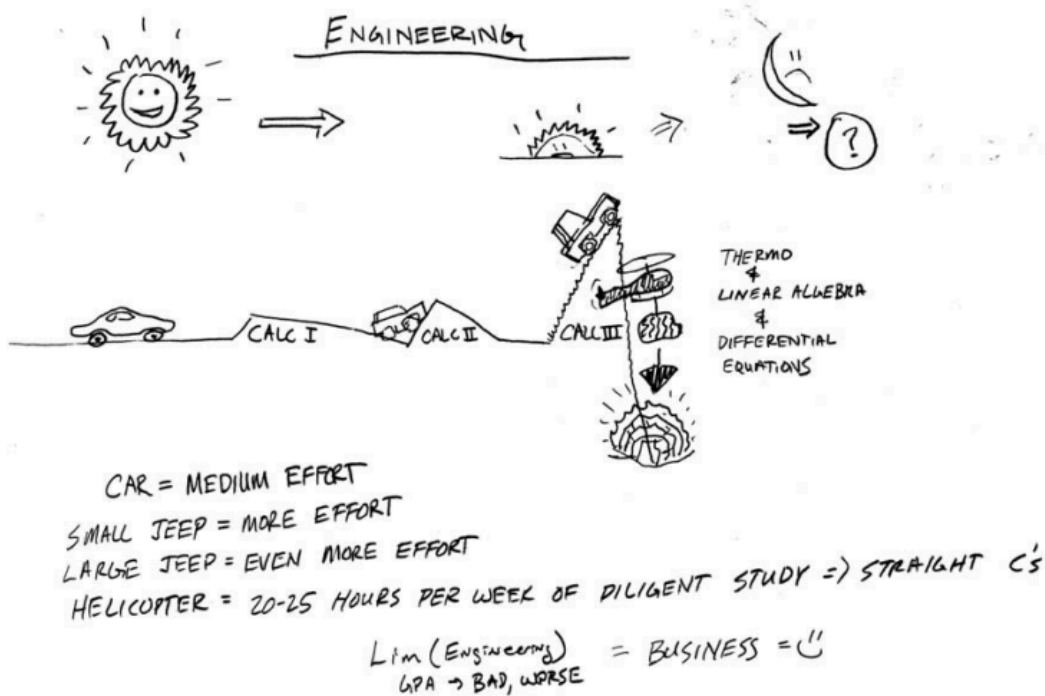 ENGINEERING
?
CALC I
CALC II
CALC III
THERMO
&
LINEAR ALGEBRA
&
DIFFERENTIAL
EQUATIONS
CAR = MEDIUM EFFORT
SMALL JEEP = MORE EFFORT
LARGE JEEP = EVEN MORE EFFORT
HELICOPTER = 20-25 HOURS PER WEEK OF DILIGENT STUDY => STRAIGHT C's
Lim (Engineering) = BUSINESS =
GPA → BAD, WORSE